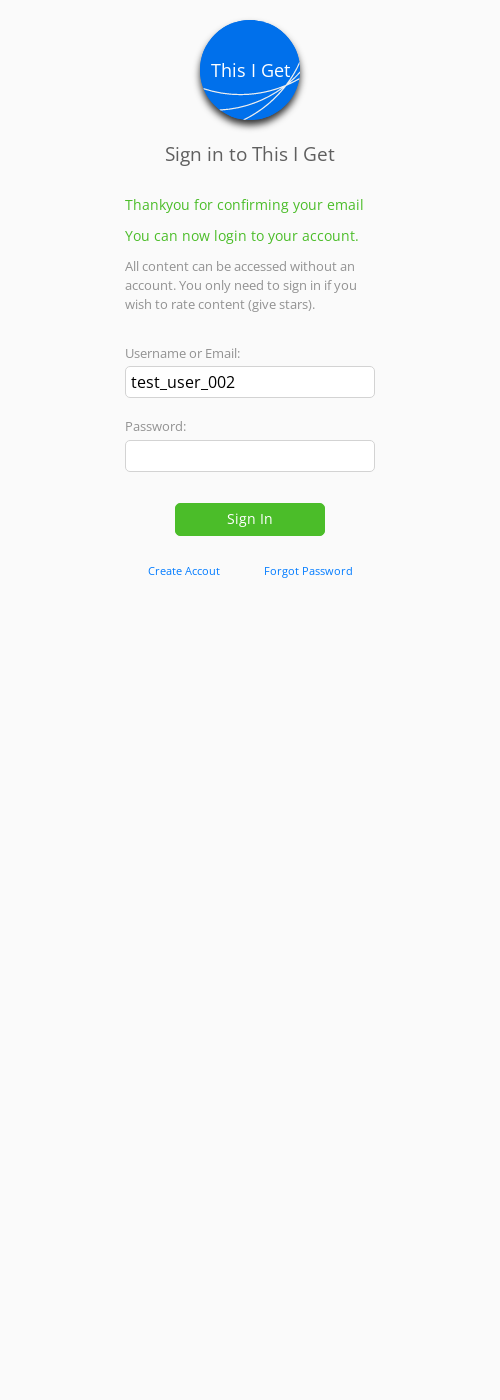 This I Get
Sign in to This I Get
Thankyou for confirming your email
You can now login to your account.
All content can be accessed without an
account. You only need to sign in if you
wish to rate content (give stars).
Username or Email:
test_user_002
Password:
Sign In
Create Accout Forgot Password